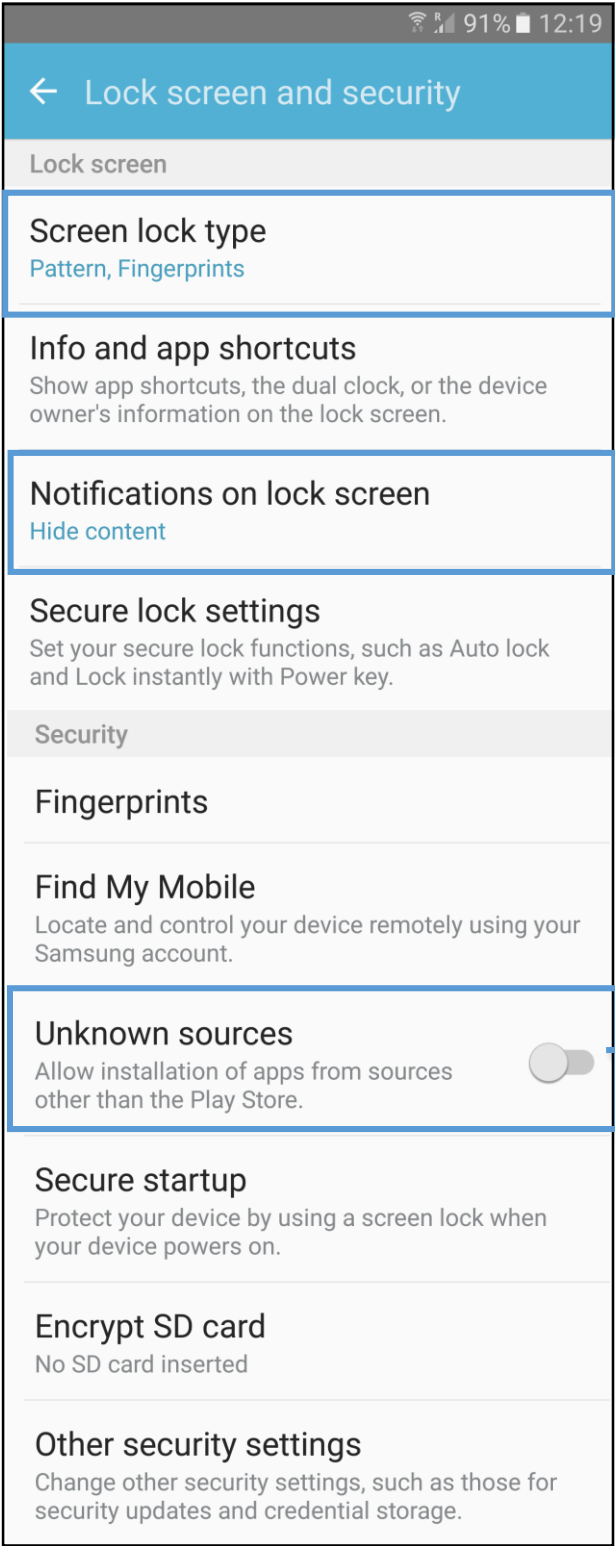 R 91% 12:19
Lock screen and security
Lock screen
Screen lock type
Pattern, Fingerprints
Info and app shortcuts
Show app shortcuts, the dual clock, or the device
owner's information on the lock screen.
Notifications on lock screen
Hide content
Secure lock settings
Set your secure lock functions, such as Auto lock
and Lock instantly with Power key.
Security
Fingerprints
Find My Mobile
Locate and control your device remotely using your
Samsung account.
Unknown sources
Allow installation of apps from sources
other than the Play Store.
Secure startup
Protect your device by using a screen lock when
your device powers on.
Encrypt SD card
No SD card inserted
Other security settings
Change other security settings, such as those for
security updates and credential storage.